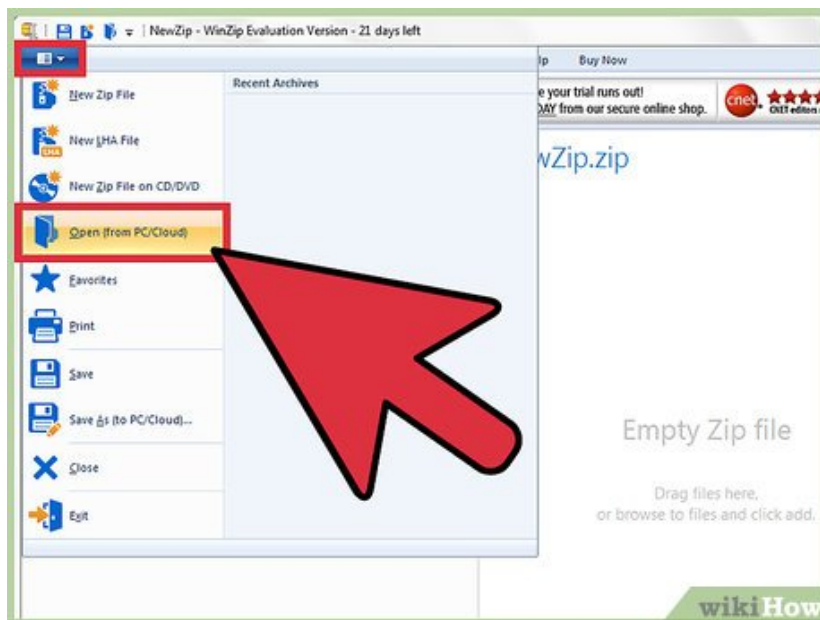 NewZip - WinZip Evaluation Version - 21 days left
Buy Now
Recent Archives
New Zip File
New LHA File
New Zip File on CD/DVD
Open (from PC/Cloud)
Favorites
Print
Save
Save As (to PC/Cloud)...
Close
Exit
your trial runs out!
from our secure online shop.
cnet
CNET editors
wZip.zip
Empty Zip file
Drag files here,
or browse to files and click add.
wikiHow